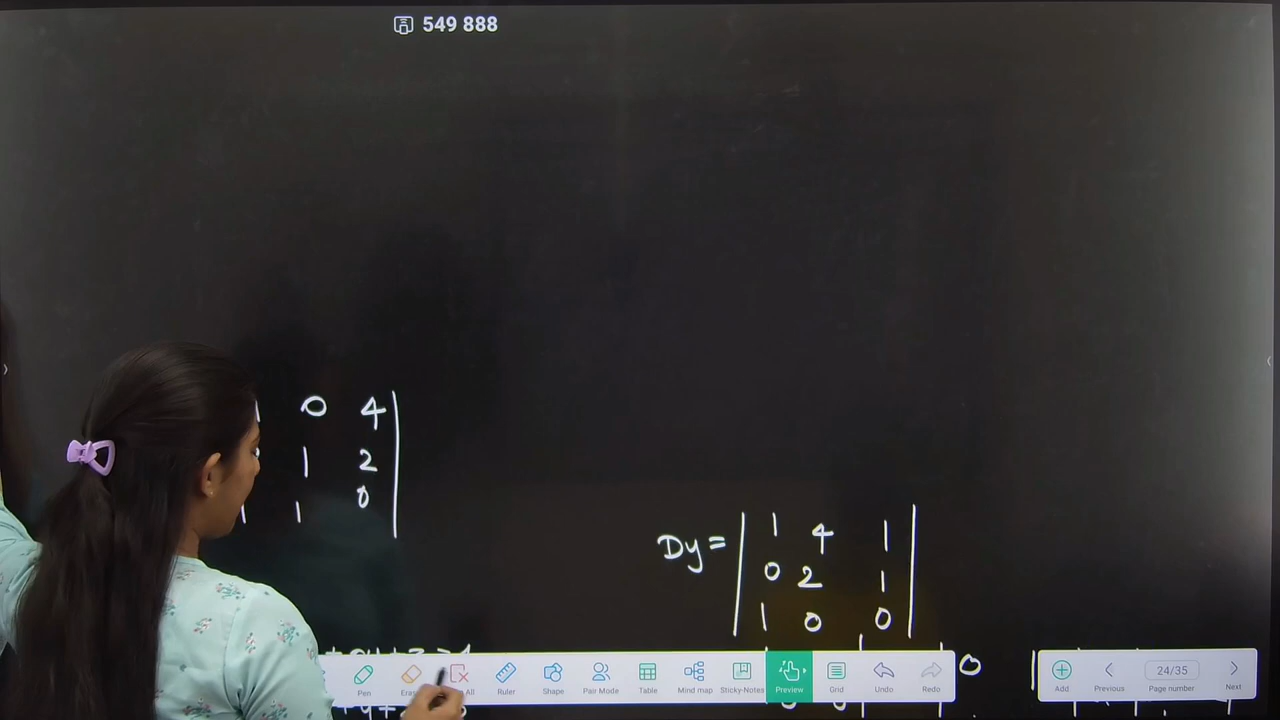 549 888
0 4
1 2
1 1 0
Dy = | 1 4 1 |
| 0 2 1 |
| 1 0 0 |
0
Pen
Ruler
Shape
Pair Mode
Table
Mind map
Sticky-Notes
Preview
Grid
Undo
Redo
Add
Previous
24/35
Page number
Next